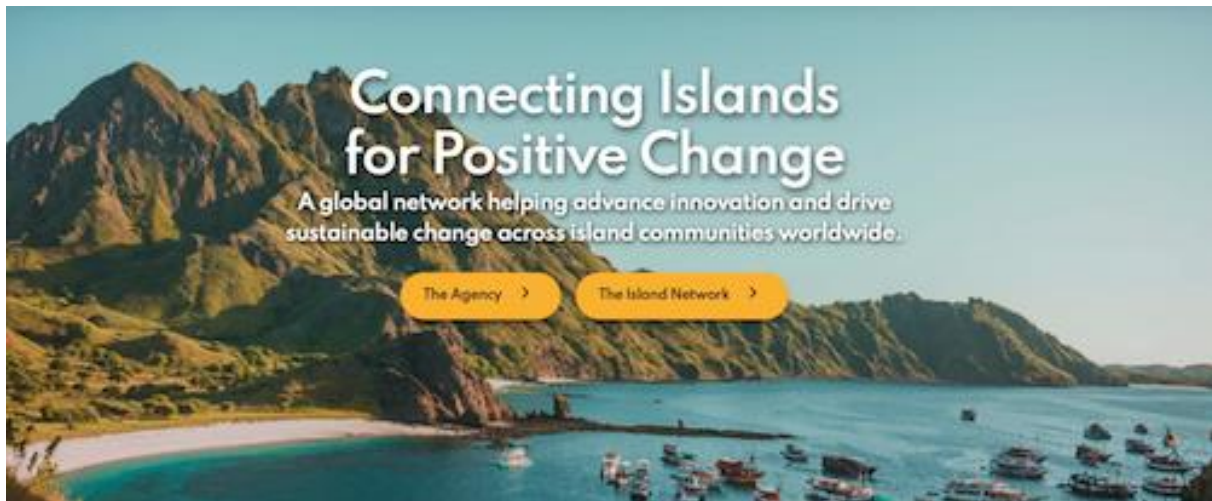 Connecting Islands
for Positive Change
A global network helping advance innovation and drive
sustainable change across island communities worldwide.
The Agency >
The Island Network >